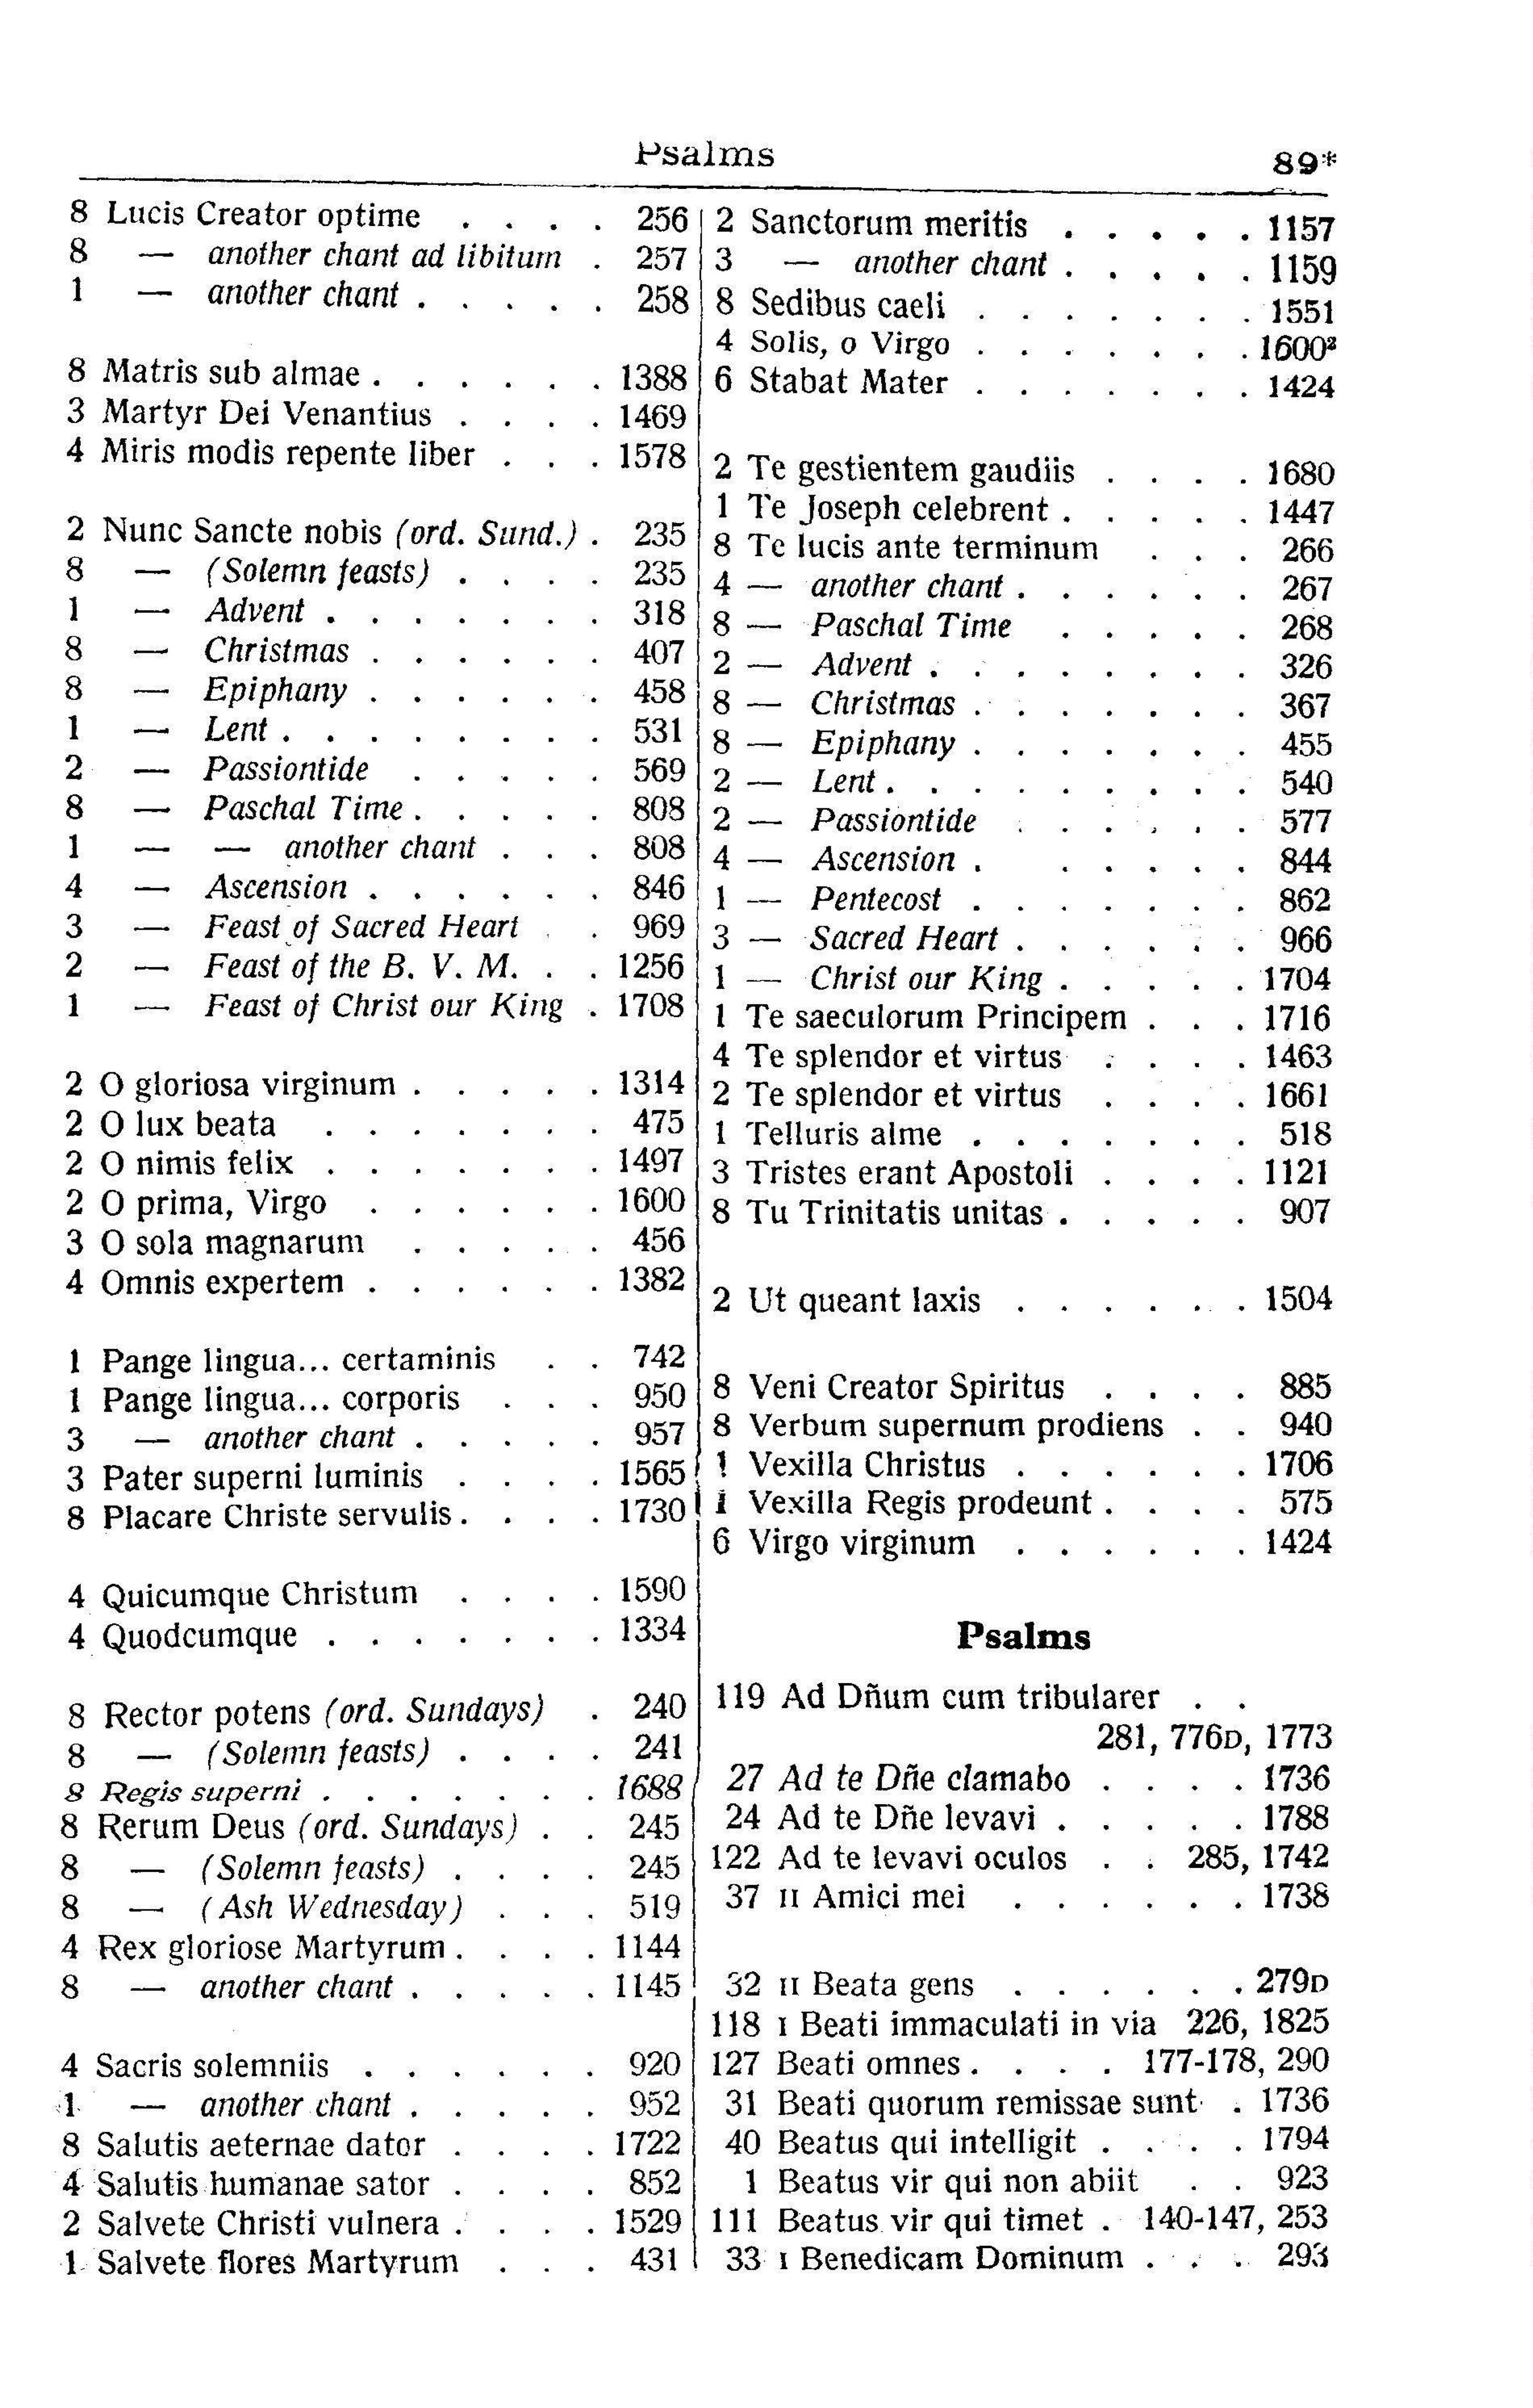 Psalms 89*
8 Lucis Creator optime . . . . 256
8 — another chant ad libitum . 257
1 — another chant . . . . . 258
8 Matris sub almae . . . . . . 1388
3 Martyr Dei Venantius . . . . 1469
4 Miris modis repente liber . . . 1578
2 Nunc Sancte nobis (ord. Sund.) . 235
8 — (Solemn feasts) . . . . 235
1 — Advent . . . . . . . 318
8 — Christmas . . . . . . 407
8 — Epiphany . . . . . . 458
1 — Lent . . . . . . . . 531
2 — Passiontide . . . . . 569
8 — Paschal Time . . . . . 808
1 — — another chant . . . 808
4 — Ascension . . . . . . 846
3 — Feast of Sacred Heart . . 969
2 — Feast of the B. V. M. . . 1256
1 — Feast of Christ our King . 1708
2 O gloriosa virginum . . . . . 1314
2 O lux beata . . . . . . . 475
2 O nimis felix . . . . . . . 1497
2 O prima, Virgo . . . . . . 1600
3 O sola magnarum . . . . . 456
4 Omnis expertem . . . . . . 1382
1 Pange lingua... certaminis . . 742
1 Pange lingua... corporis . . . 950
3 — another chant . . . . . 957
3 Pater superni luminis . . . . 1565
8 Placare Christe servulis . . . . 1730
4 Quicumque Christum . . . . 1590
4 Quodcumque . . . . . . . 1334
8 Rector potens (ord. Sundays) . 240
8 — (Solemn feasts) . . . . 241
8 Regis superni . . . . . . . 1688
8 Rerum Deus (ord. Sundays) . . 245
8 — (Solemn feasts) . . . . 245
8 — (Ash Wednesday) . . . 519
4 Rex gloriose Martyrum . . . . 1144
8 — another chant . . . . . 1145
4 Sacris solemniis . . . . . . 920
1 — another chant . . . . . 952
8 Salutis aeternae dator . . . . 1722
4 Salutis humanae sator . . . . 852
2 Salvete Christi vulnera . . . . 1529
1 Salvete flores Martyrum . . . 431
2 Sanctorum meritis . . . . . 1157
3 — another chant . . . . . 1159
8 Sedibus caeli . . . . . . . 1551
4 Solis, o Virgo . . . . . . . 1600²
6 Stabat Mater . . . . . . . 1424
2 Te gestientem gaudiis . . . . 1680
1 Te Joseph celebrent . . . . . 1447
8 Te lucis ante terminum . . . 266
4 — another chant . . . . . . 267
8 — Paschal Time . . . . . 268
2 — Advent . . . . . . . . 326
8 — Christmas . . . . . . . 367
8 — Epiphany . . . . . . . 455
2 — Lent . . . . . . . . . 540
2 — Passiontide . . . . . . 577
4 — Ascension . . . . . . 844
1 — Pentecost . . . . . . . 862
3 — Sacred Heart . . . . . . 966
1 — Christ our King . . . . . 1704
1 Te saeculorum Principem . . . 1716
4 Te splendor et virtus . . . . 1463
2 Te splendor et virtus . . . . 1661
1 Telluris alme . . . . . . . 518
3 Tristes erant Apostoli . . . . 1121
8 Tu Trinitatis unitas . . . . . 907
2 Ut queant laxis . . . . . . 1504
8 Veni Creator Spiritus . . . . 885
8 Verbum supernum prodiens . . 940
1 Vexilla Christus . . . . . . 1706
1 Vexilla Regis prodeunt . . . . 575
6 Virgo virginum . . . . . . 1424
Psalms
119 Ad Dñum cum tribularer . .
281, 776D, 1773
27 Ad te Dñe clamabo . . . . 1736
24 Ad te Dñe levavi . . . . . 1788
122 Ad te levavi oculos . . 285, 1742
37 II Amici mei . . . . . . 1738
32 II Beata gens . . . . . . 279D
118 I Beati immaculati in via 226, 1825
127 Beati omnes . . . . 177-178, 290
31 Beati quorum remissae sunt . 1736
40 Beatus qui intelligit . . . . 1794
1 Beatus vir qui non abiit . . 923
111 Beatus vir qui timet . 140-147, 253
33 I Benedicam Dominum . . . 293